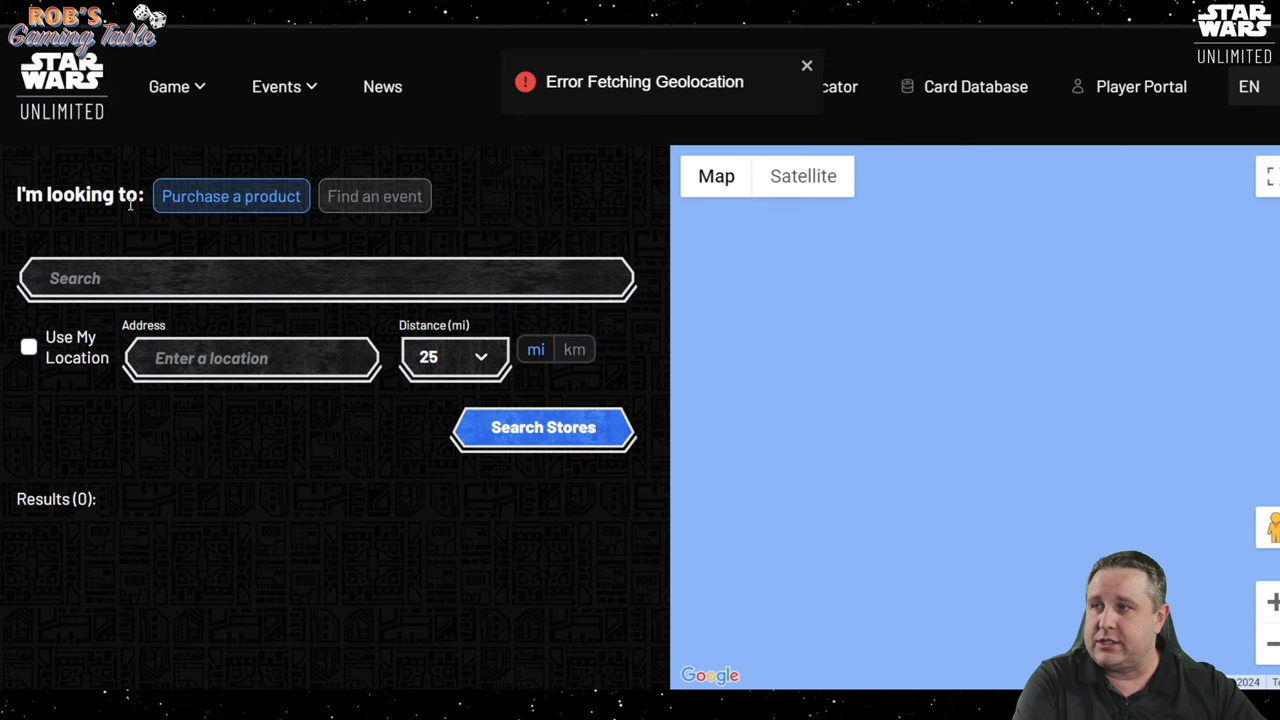 ROB'S
Gaming Table
STAR
WARS
UNLIMITED
Game
Events
News
Error Fetching Geolocation
cator
Card Database
Player Portal
EN
STAR
WARS
UNLIMITED
I'm looking to:
Purchase a product
Find an event
Search
Use My
Location
Address
Enter a location
Distance (mi)
25
mi
km
Search Stores
Results (0):
Map
Satellite
Google
2024